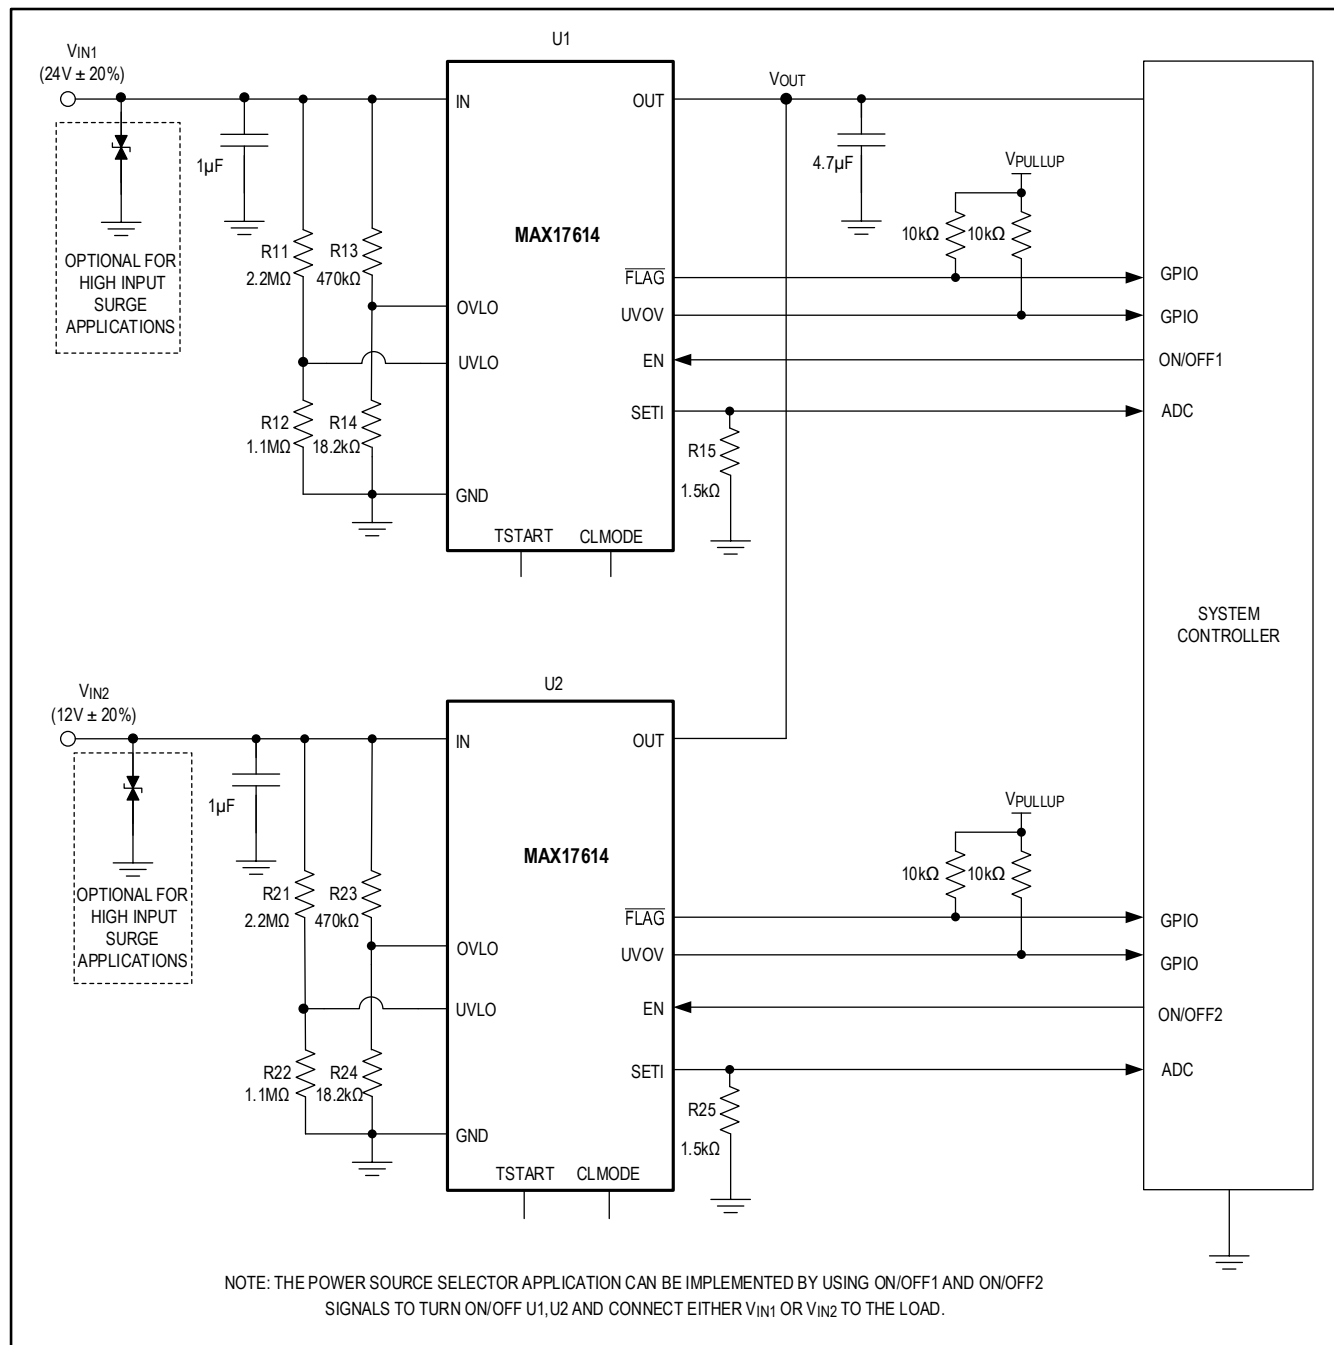 U1
VIN1
(24V ± 20%)
IN
OUT
VOUT
1µF
4.7µF
VPULLUP
OPTIONAL FOR
HIGH INPUT
SURGE
APPLICATIONS
R11
2.2MΩ
R13
470kΩ
MAX17614
10kΩ
10kΩ
FLAG
GPIO
OVLO
UVOV
GPIO
UVLO
EN
ON/OFF1
R12
1.1MΩ
R14
18.2kΩ
SETI
ADC
R15
1.5kΩ
GND
TSTART
CLMODE
SYSTEM
CONTROLLER
U2
VIN2
(12V ± 20%)
IN
OUT
1µF
VPULLUP
OPTIONAL FOR
HIGH INPUT
SURGE
APPLICATIONS
R21
2.2MΩ
R23
470kΩ
MAX17614
10kΩ
10kΩ
FLAG
GPIO
OVLO
UVOV
GPIO
UVLO
EN
ON/OFF2
R22
1.1MΩ
R24
18.2kΩ
SETI
ADC
R25
1.5kΩ
GND
TSTART
CLMODE
NOTE: THE POWER SOURCE SELECTOR APPLICATION CAN BE IMPLEMENTED BY USING ON/OFF1 AND ON/OFF2
SIGNALS TO TURN ON/OFF U1,U2 AND CONNECT EITHER VIN1 OR VIN2 TO THE LOAD.